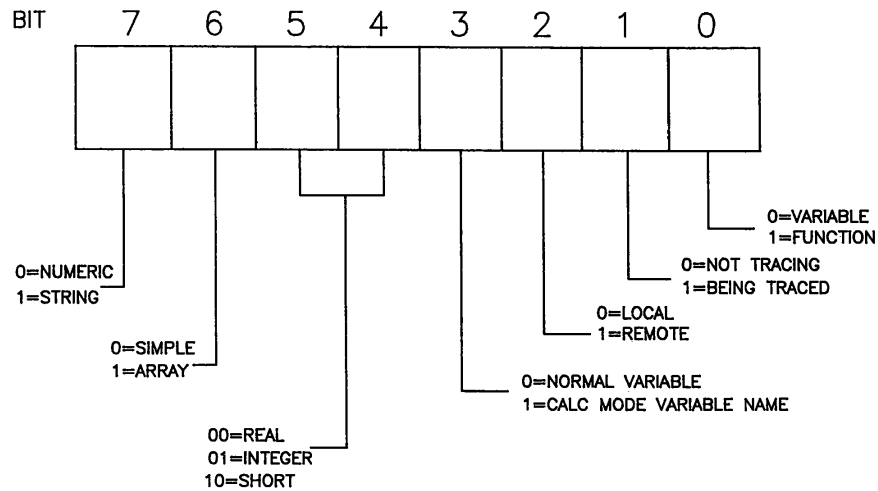 BIT 7 6 5 4 3 2 1 0
0=VARIABLE
1=FUNCTION
0=NUMERIC
1=STRING
0=NOT TRACING
1=BEING TRACED
0=LOCAL
1=REMOTE
0=SIMPLE
1=ARRAY
0=NORMAL VARIABLE
1=CALC MODE VARIABLE NAME
00=REAL
01=INTEGER
10=SHORT